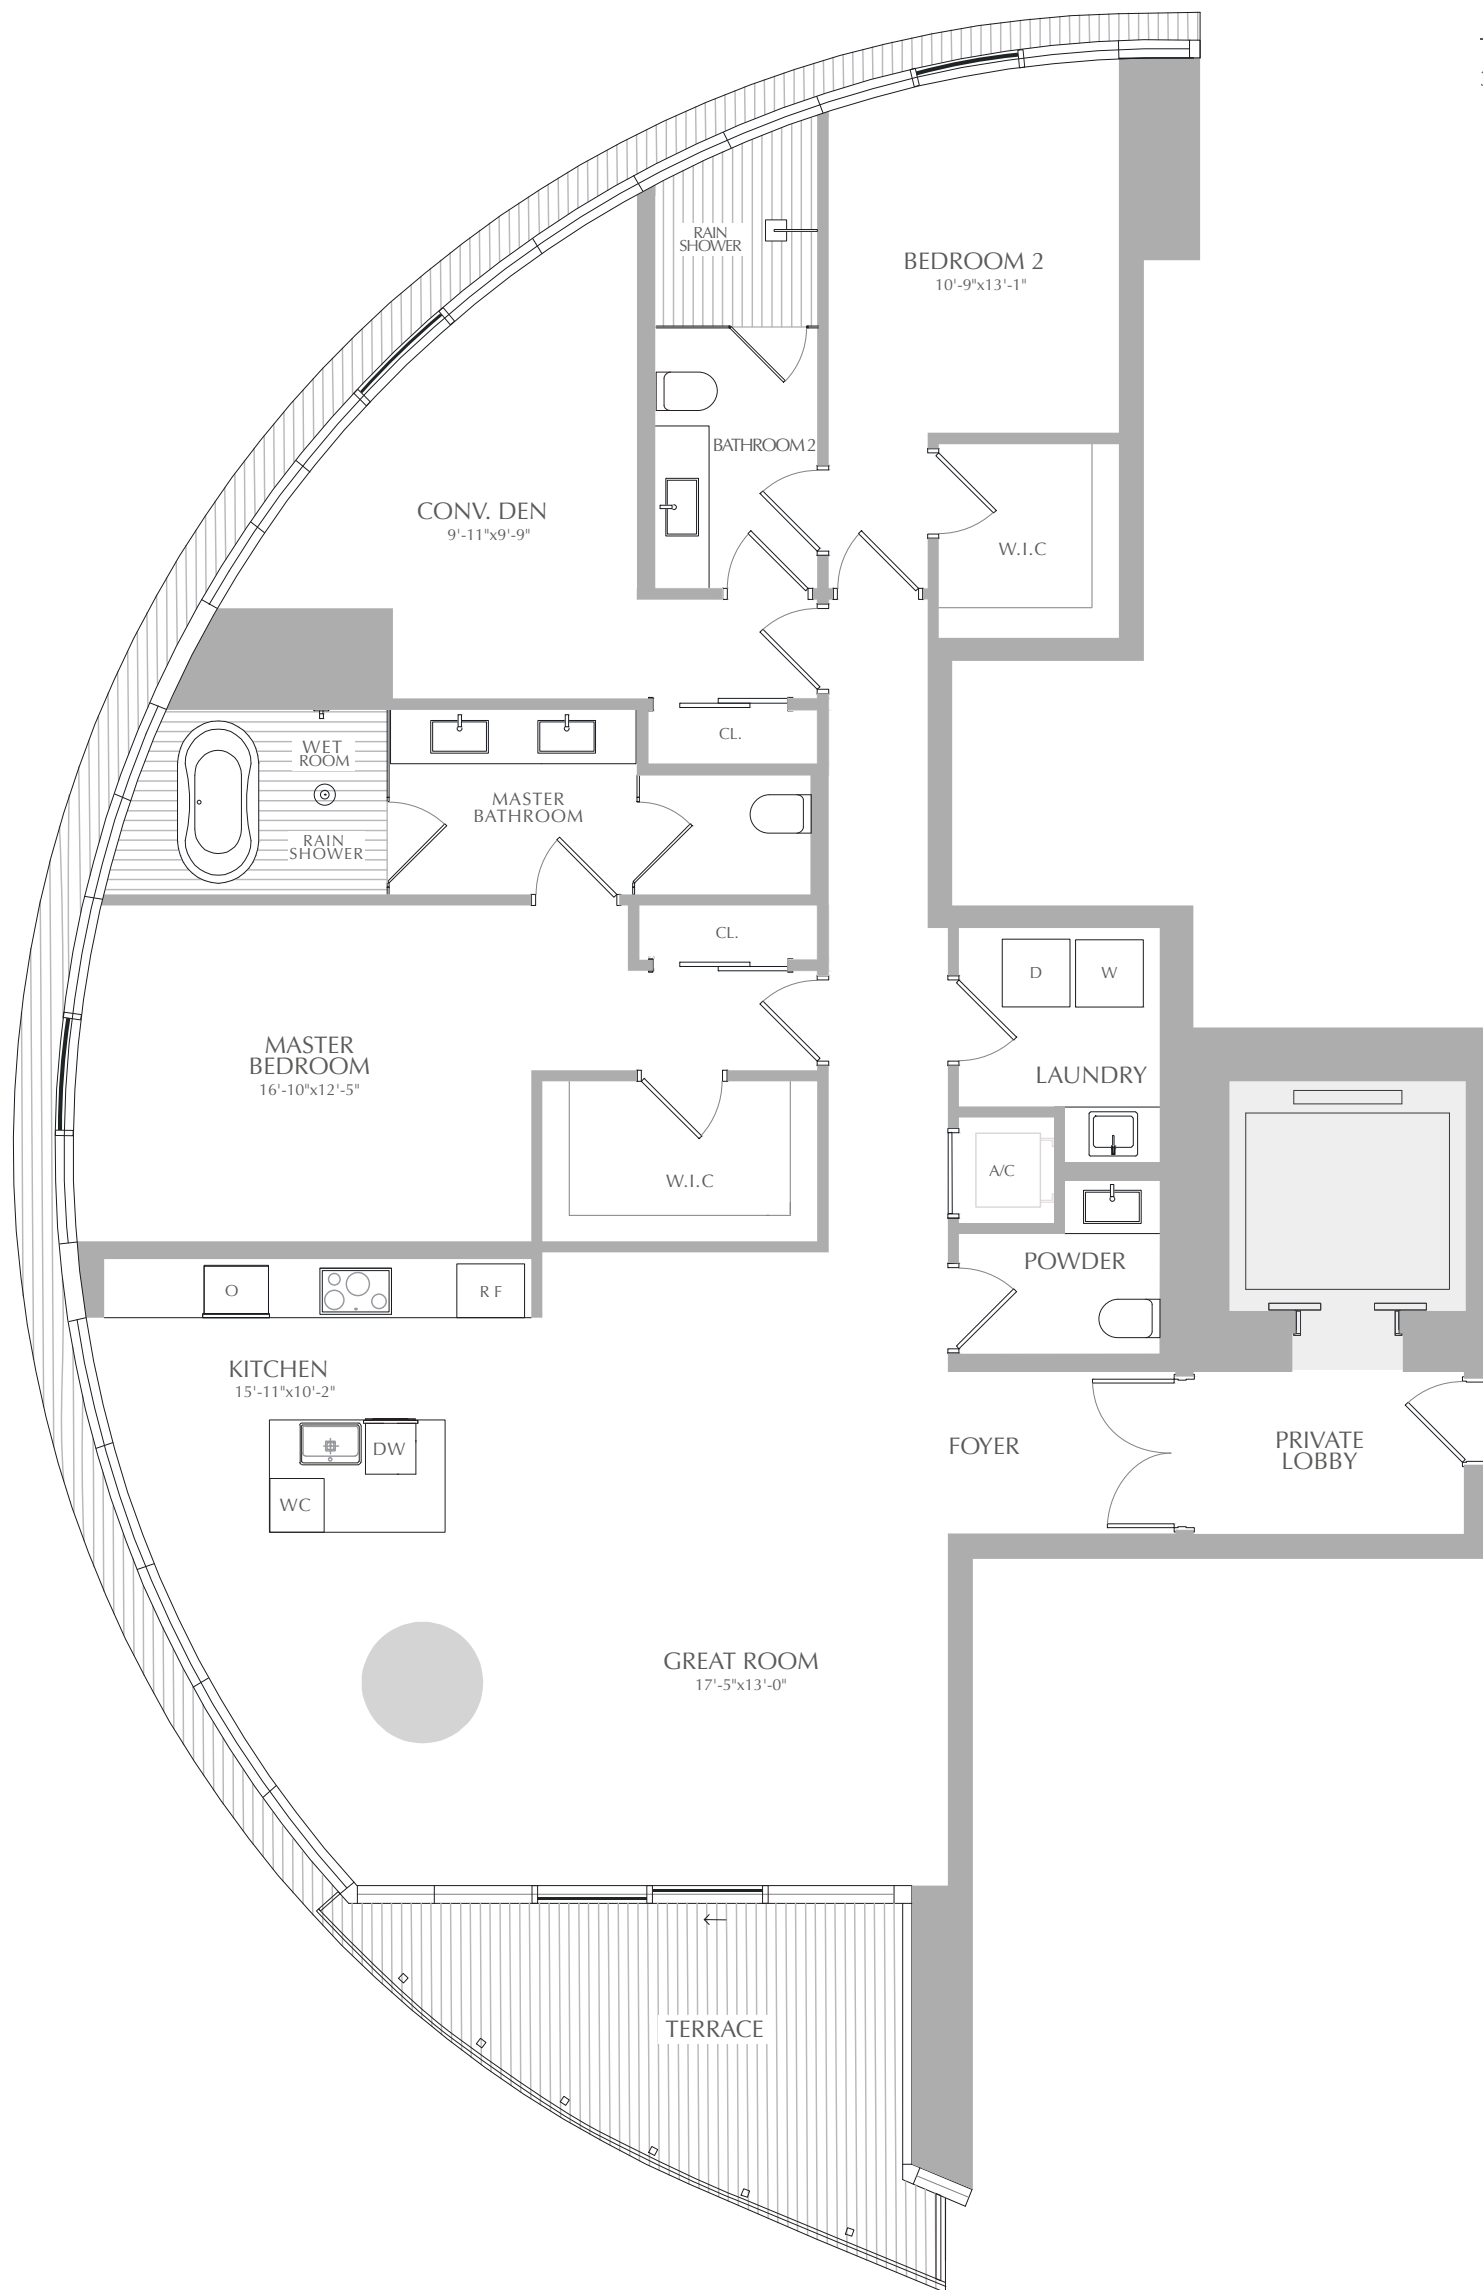 RAIN
SHOWER
BEDROOM 2
10'-9"x13'-1"
BATHROOM 2
CONV. DEN
9'-11"x9'-9"
W.I.C
CL.
WET
ROOM
MASTER
BATHROOM
RAIN
SHOWER
CL.
D
W
MASTER
BEDROOM
16'-10"x12'-5"
LAUNDRY
W.I.C
A/C
POWDER
O
RF
KITCHEN
15'-11"x10'-2"
DW
WC
FOYER
PRIVATE
LOBBY
GREAT ROOM
17'-5"x13'-0"
TERRACE